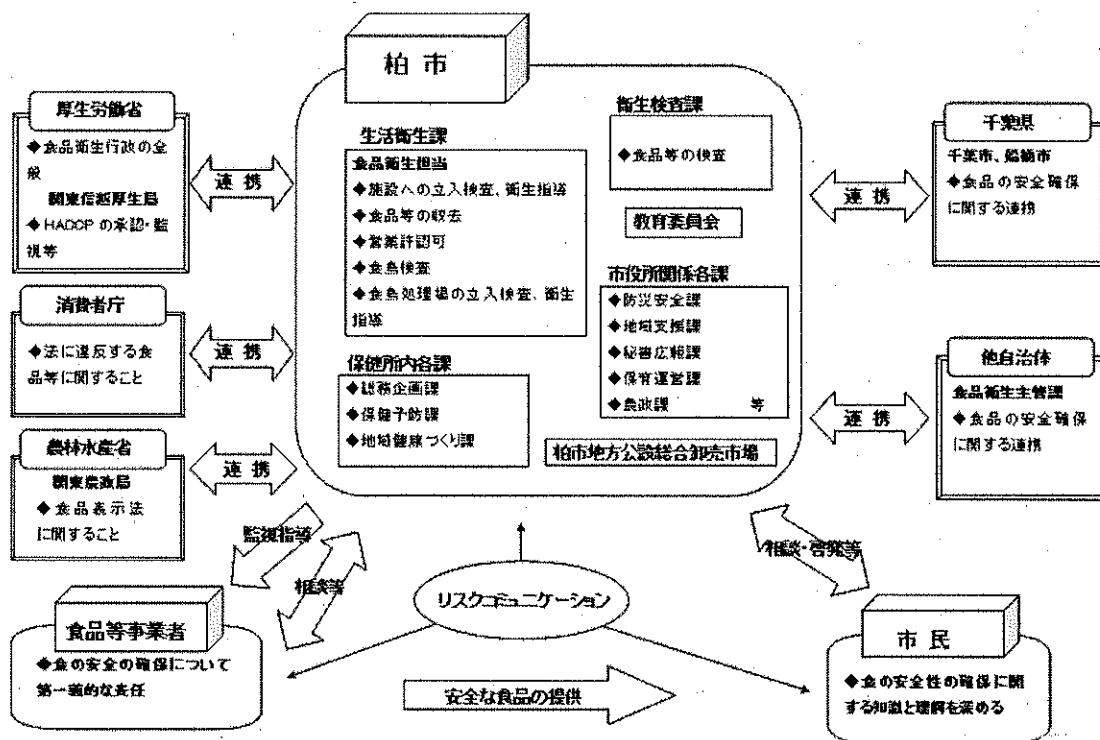 柏市
厚生労働省
◆食品衛生行政の全
般
関東信越厚生局
◆HACCPの承認・監
視等
連携
消費者庁
◆法に違反する食
品等に関すること
連携
農林水産省
関東農政局
◆食品表示法
に関すること
連携
生活衛生課
食品衛生担当
◆施設への立入検査、衛生指導
◆食品等の収去
◆営業許認可
◆食鳥検査
◆食鳥処理場の立入検査、衛生
指導
保健所内各課
◆総務企画課
◆保健予防課
◆地域健康づくり課
衛生検査課
◆食品等の検査
教育委員会
市役所関係各課
◆防災安全課
◆地域支援課
◆秘書広報課
◆保育運営課
◆農政課 等
柏市地方公設総合卸売市場
千葉県
千葉市、船橋市
◆食品の安全確保
に関する連携
連携
他自治体
食品衛生主管課
◆食品の安全確保
に関する連携
連携
監視指導
相談等
相談・啓発等
リスクコミュニケーション
食品等事業者
◆食の安全の確保について
第一義的な責任
安全な食品の提供
市民
◆食の安全性の確保に関
する知識と理解を深める